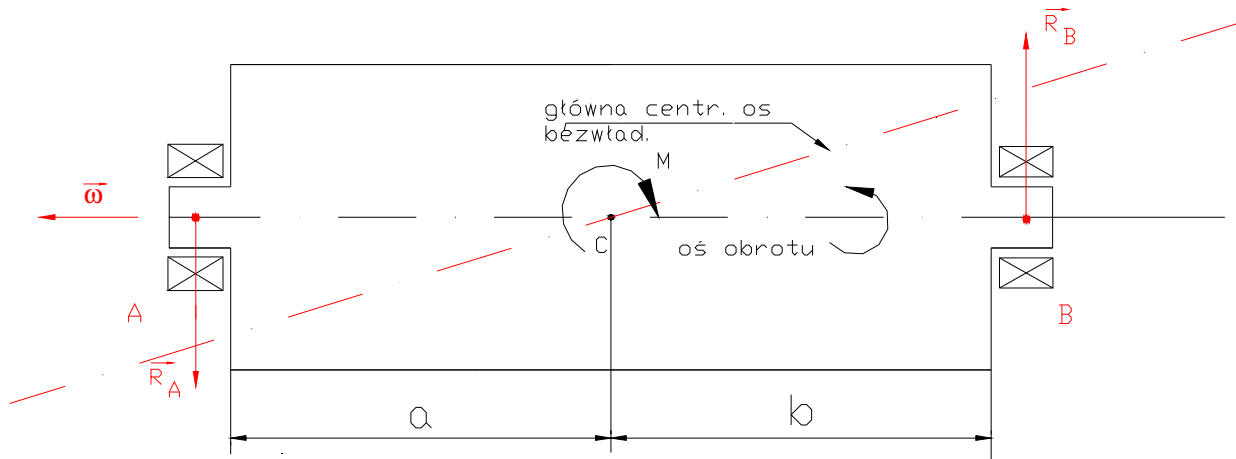 R_B
główna centr. os
bezwład.
M
ω
C
oś obrotu
A
B
R_A
a
b